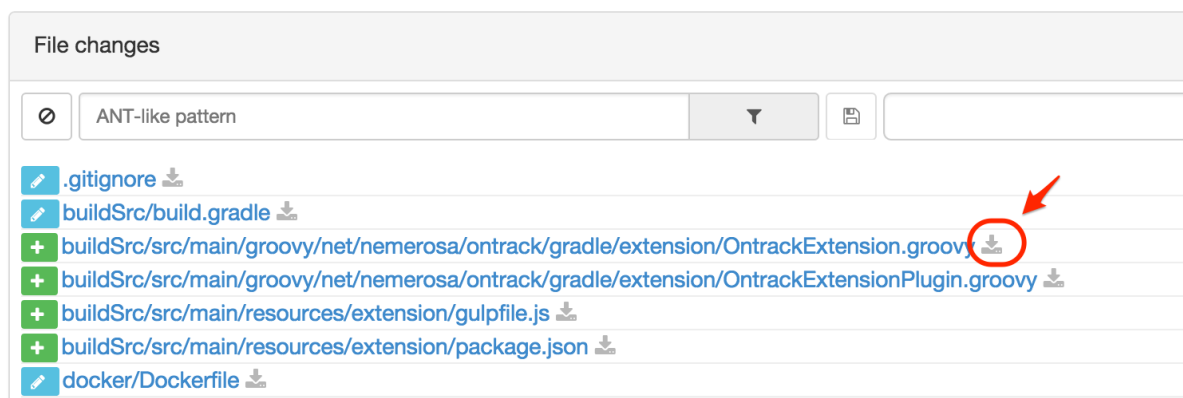 File changes
ANT-like pattern
.gitignore
buildSrc/build.gradle
buildSrc/src/main/groovy/net/nemerosa/ontrack/gradle/extension/OntrackExtension.groovy
buildSrc/src/main/groovy/net/nemerosa/ontrack/gradle/extension/OntrackExtensionPlugin.groovy
buildSrc/src/main/resources/extension/gulpfile.js
buildSrc/src/main/resources/extension/package.json
docker/Dockerfile